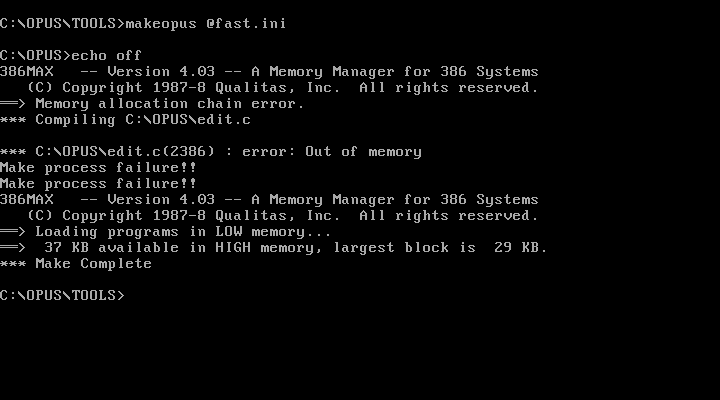 C:\OPUS\TOOLS>makeopus @fast.ini
C:\OPUS>echo off
386MAX   -- Version 4.03 -- A Memory Manager for 386 Systems
   (C) Copyright 1987-8 Qualitas, Inc.  All rights reserved.
══> Memory allocation chain error.
*** Compiling C:\OPUS\edit.c
*** C:\OPUS\edit.c(2386) : error: Out of memory
Make process failure!!
Make process failure!!
386MAX   -- Version 4.03 -- A Memory Manager for 386 Systems
   (C) Copyright 1987-8 Qualitas, Inc.  All rights reserved.
══> Loading programs in LOW memory...
══>  37 KB available in HIGH memory, largest block is  29 KB.
*** Make Complete
C:\OPUS\TOOLS>